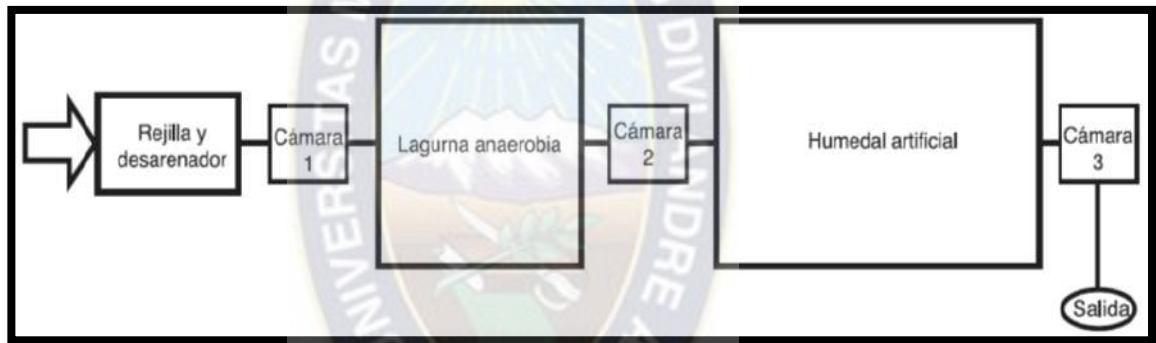 Rejilla y
desarenador
Cámara
1
Lagurna anaerobia
Cámara
2
Humedal artificial
Cámara
3
Salida